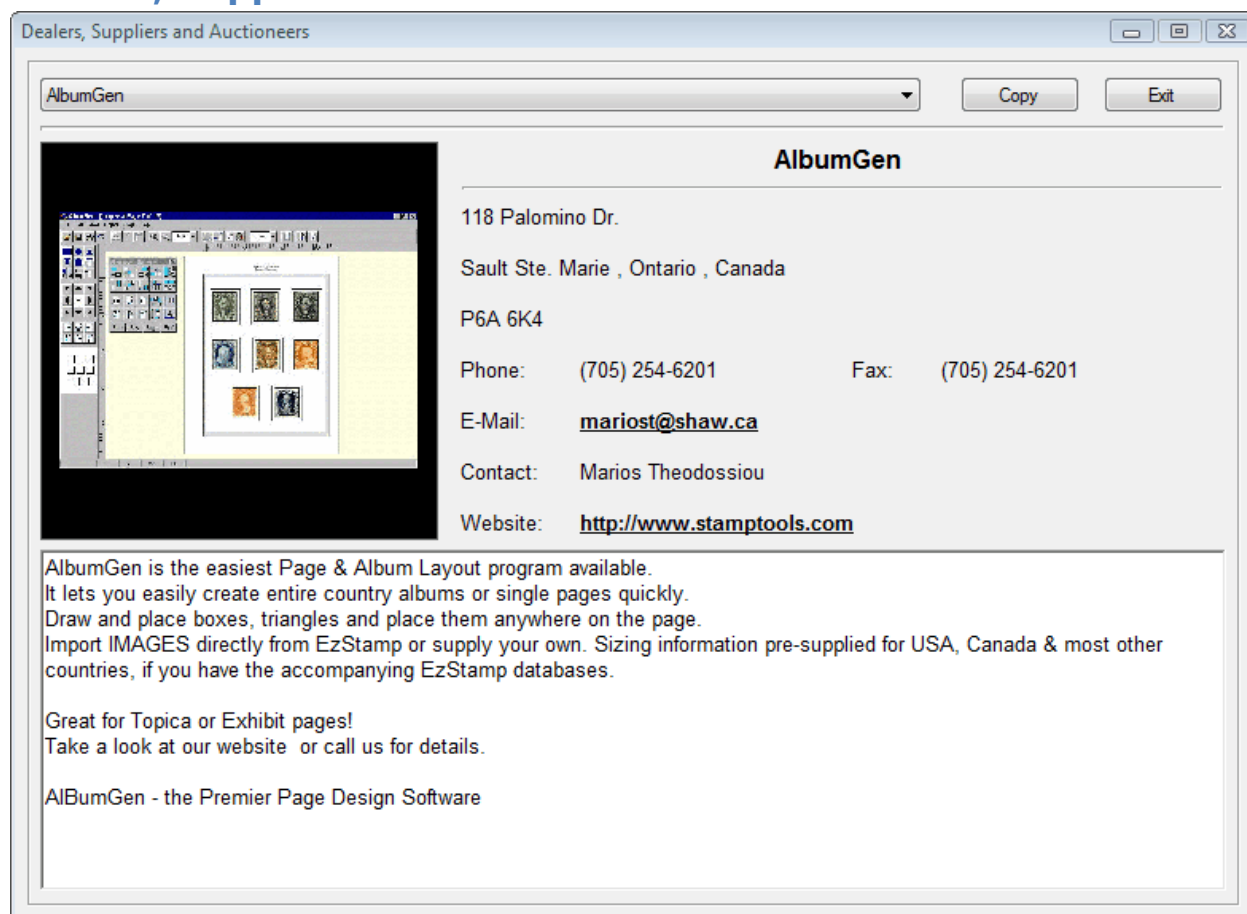 Dealers, Suppliers and Auctioneers
AlbumGen
Copy
Exit
AlbumGen
118 Palomino Dr.
Sault Ste. Marie , Ontario , Canada
P6A 6K4
Phone: (705) 254-6201 Fax: (705) 254-6201
E-Mail: mariost@shaw.ca
Contact: Marios Theodossiou
Website: http://www.stamptools.com
AlbumGen is the easiest Page & Album Layout program available.
It lets you easily create entire country albums or single pages quickly.
Draw and place boxes, triangles and place them anywhere on the page.
Import IMAGES directly from EzStamp or supply your own. Sizing information pre-supplied for USA, Canada & most other
countries, if you have the accompanying EzStamp databases.
Great for Topica or Exhibit pages!
Take a look at our website  or call us for details.
AlBumGen - the Premier Page Design Software